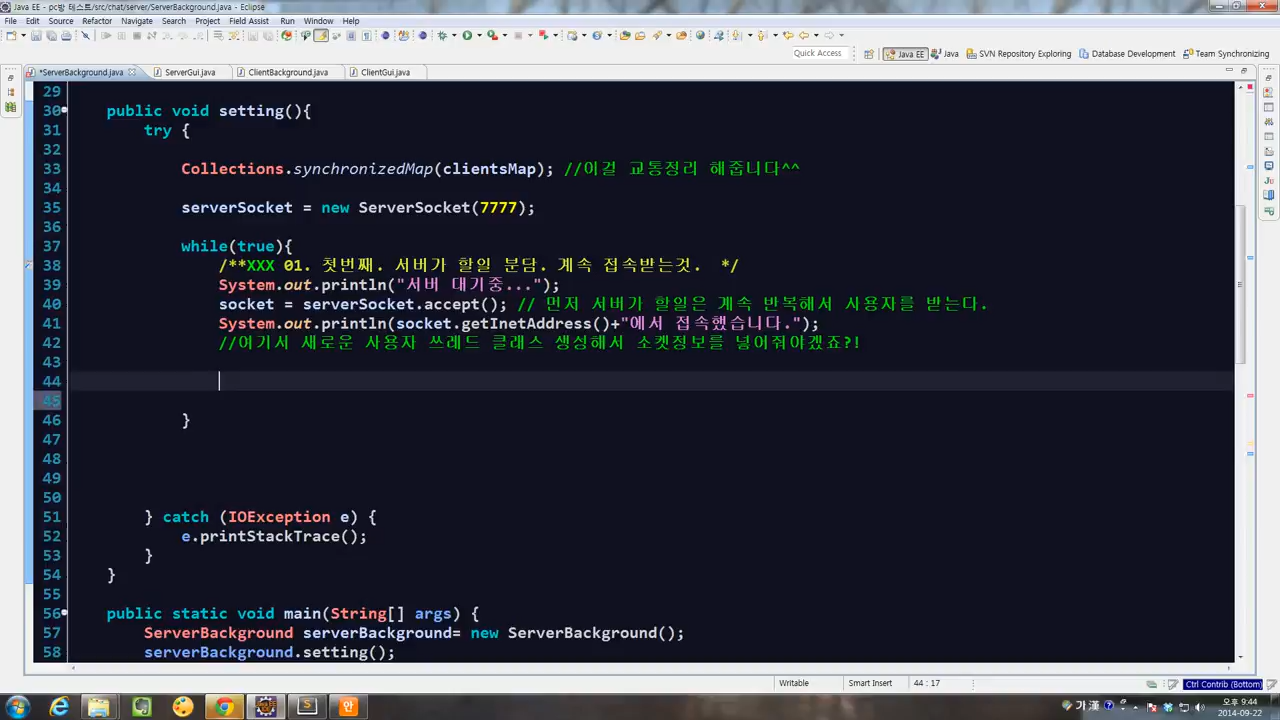 Java EE - pc방 테스트/src/chat/server/ServerBackground.java - Eclipse
File Edit Source Refactor Navigate Search Project Field Assist Run Window Help
Quick Access Java EE Java SVN Repository Exploring Database Development Team Synchronizing
*ServerBackground.java ServerGui.java ClientBackground.java ClientGui.java
29
30 public void setting(){
31 try {
32
33 Collections.synchronizedMap(clientsMap); //이걸 교통정리 해줍니다^^
34
35 serverSocket = new ServerSocket(7777);
36
37 while(true){
38 /**XXX 01. 첫번째. 서버가 할일 분담. 계속 접속받는것. */
39 System.out.println("서버 대기중...");
40 socket = serverSocket.accept(); // 먼저 서버가 할일은 계속 반복해서 사용자를 받는다.
41 System.out.println(socket.getInetAddress()+"에서 접속했습니다.");
42 //여기서 새로운 사용자 쓰레드 클래스 생성해서 소켓정보를 넣어줘야겠죠?!
43
44
45
46 }
47
48
49
50
51 } catch (IOException e) {
52 e.printStackTrace();
53 }
54 }
55
56 public static void main(String[] args) {
57 ServerBackground serverBackground= new ServerBackground();
58 serverBackground.setting();
Writable Smart Insert 44 : 17 Ctrl Contrib (Bottom)
Java EE S 안 가 漢 오후 9:44
2014-09-22